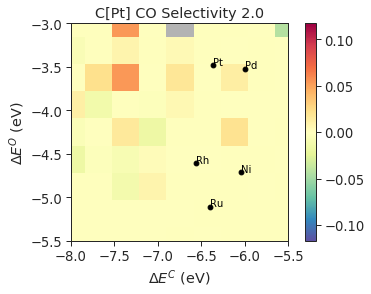 C[Pt] CO Selectivity 2.0
−3.0
−3.5
−4.0
−4.5
−5.0
−5.5
ΔE^O (eV)
Pt
Pd
Rh
Ni
Ru
−8.0 −7.5 −7.0 −6.5 −6.0 −5.5
ΔE^C (eV)
0.10
0.05
0.00
−0.05
−0.10